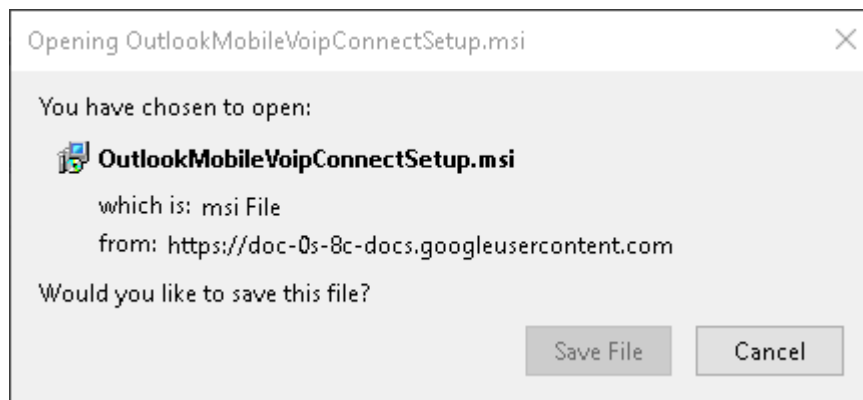 Opening OutlookMobileVoipConnectSetup.msi
You have chosen to open:
OutlookMobileVoipConnectSetup.msi
which is: msi File
from: https://doc-0s-8c-docs.googleusercontent.com
Would you like to save this file?
Save File Cancel